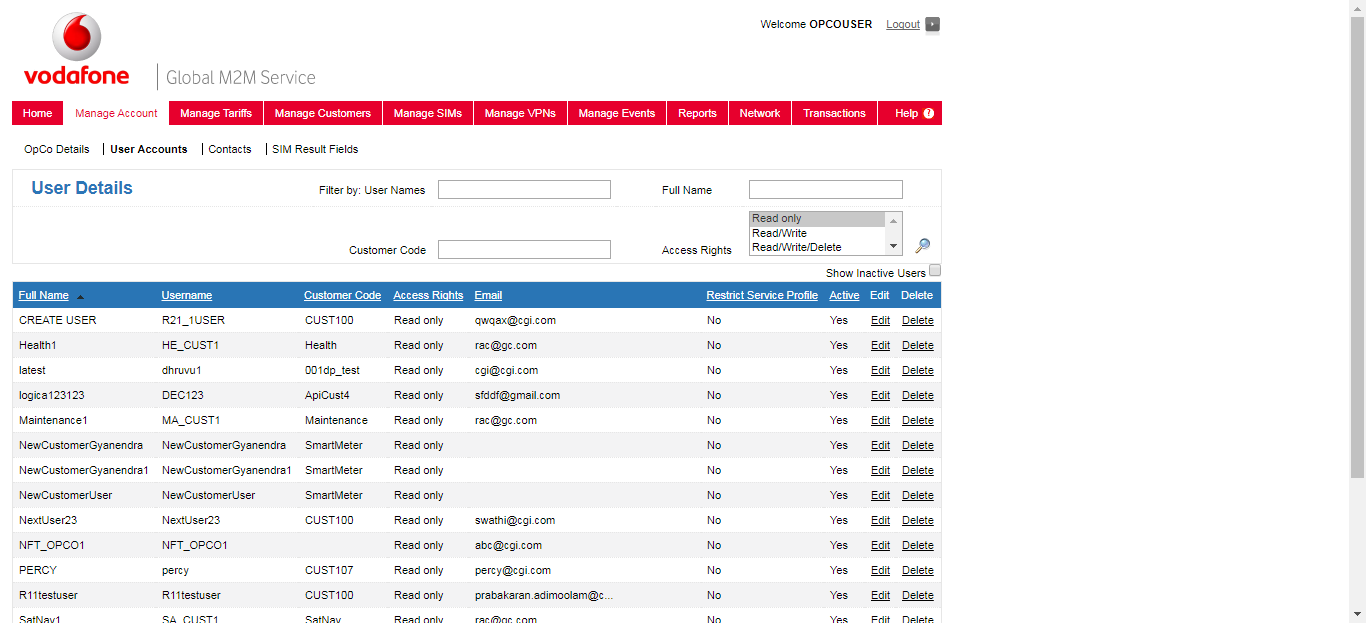 Welcome OPCOUSER Logout
vodafone Global M2M Service
Home Manage Account Manage Tariffs Manage Customers Manage SIMs Manage VPNs Manage Events Reports Network Transactions Help ?
OpCo Details User Accounts Contacts SIM Result Fields
User Details Filter by: User Names Full Name
Read only
Read/Write
Customer Code Access Rights Read/Write/Delete
Show Inactive Users
Full Name Username Customer Code Access Rights Email Restrict Service Profile Active Edit Delete
CREATE USER R21_1USER CUST100 Read only qwqax@cgi.com No Yes Edit Delete
Health1 HE_CUST1 Health Read only rac@gc.com No Yes Edit Delete
latest dhruvu1 001dp_test Read only cgi@cgi.com No Yes Edit Delete
logica123123 DEC123 ApiCust4 Read only sfddf@gmail.com No Yes Edit Delete
Maintenance1 MA_CUST1 Maintenance Read only rac@gc.com No Yes Edit Delete
NewCustomerGyanendra NewCustomerGyanendra SmartMeter Read only No Yes Edit Delete
NewCustomerGyanendra1 NewCustomerGyanendra1 SmartMeter Read only No Yes Edit Delete
NewCustomerUser NewCustomerUser SmartMeter Read only No Yes Edit Delete
NextUser23 NextUser23 CUST100 Read only swathi@cgi.com No Yes Edit Delete
NFT_OPCO1 NFT_OPCO1 Read only abc@cgi.com No Yes Edit Delete
PERCY percy CUST107 Read only percy@cgi.com No Yes Edit Delete
R11testuser R11testuser CUST100 Read only prabakaran.adimoolam@c... No Yes Edit Delete
SatNav1 SA_CUST1 SatNav Read only rac@gc.com No Yes Edit Delete